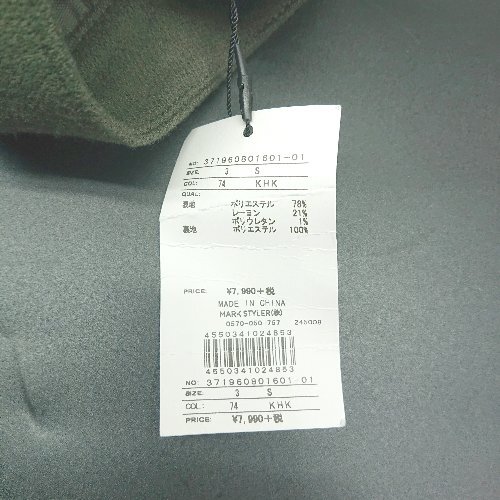 NO: 371960801601-01
SIZE: 3 S
COL: 74 KHK
QUAL:
表地 ポリエステル 78%
レーヨン 21%
ポリウレタン 1%
裏地 ポリエステル 100%
PRICE: ¥7,990+税
MADE IN CHINA
MARK STYLER(株)
0570-050 757 Z45009
4550341024853
4550341024853
NO: 371960801601-01
SIZE: 3 S
COL: 74 KHK
PRICE: ¥7,990+税